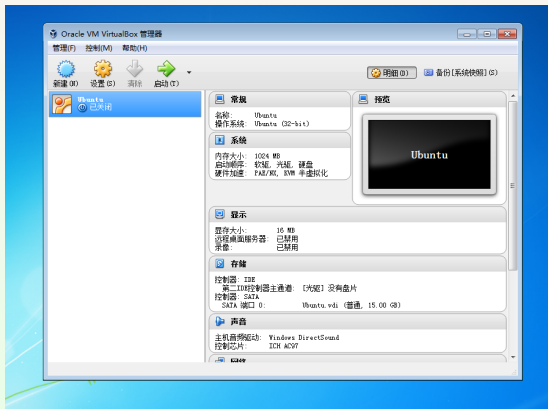 Oracle VM VirtualBox 管理器
管理(F) 控制(M) 帮助(H)
新建(N) 设置(S) 清除 启动(T) 明细(D) 备份[系统快照](S)
Ubuntu
已关闭
常规
名称: Ubuntu
操作系统: Ubuntu (32-bit)
预览
Ubuntu
系统
内存大小: 1024 MB
启动顺序: 软驱, 光驱, 硬盘
硬件加速: PAE/NX, KVM 半虚拟化
显示
显存大小: 16 MB
远程桌面服务器: 已禁用
录像: 已禁用
存储
控制器: IDE
第二IDE控制器主通道: [光驱] 没有盘片
控制器: SATA
SATA 端口 0: Ubuntu.vdi (普通, 15.00 GB)
声音
主机音频驱动: Windows DirectSound
控制芯片: ICH AC97
网络